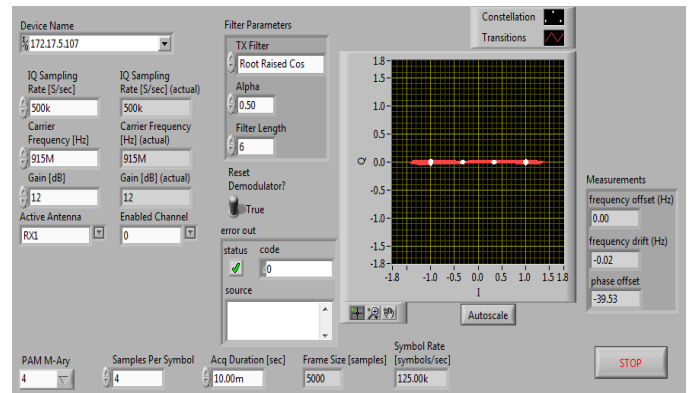 Device Name
172.17.5.107
IQ Sampling Rate [S/sec]
500k
IQ Sampling Rate [S/sec] (actual)
500k
Carrier Frequency [Hz]
915M
Carrier Frequency [Hz] (actual)
915M
Gain [dB]
12
Gain [dB] (actual)
12
Active Antenna
RX1
Enabled Channel
0
Filter Parameters
TX Filter
Root Raised Cos
Alpha
0.50
Filter Length
6
Reset Demodulator?
True
error out
status
code
0
source
Constellation
Transitions
1.8
1.5
1.0
0.5
0.0
-0.5
-1.0
-1.5
-1.8
Q
-1.8 -1.0 -0.5 0.0 0.5 1.0 1.5 1.8
I
Autoscale
Measurements
frequency offset (Hz)
0.00
frequency drift (Hz)
-0.02
phase offset
-39.53
PAM M-Ary
4
Samples Per Symbol
4
Acq Duration [sec]
10.00m
Frame Size [samples]
5000
Symbol Rate [symbols/sec]
125.00k
STOP